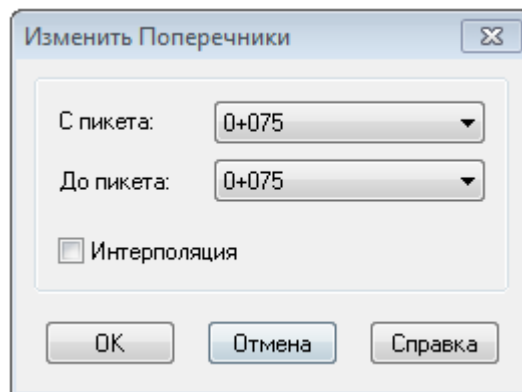 Изменить Поперечники
С пикета: 0+075
До пикета: 0+075
Интерполяция
OK Отмена Справка